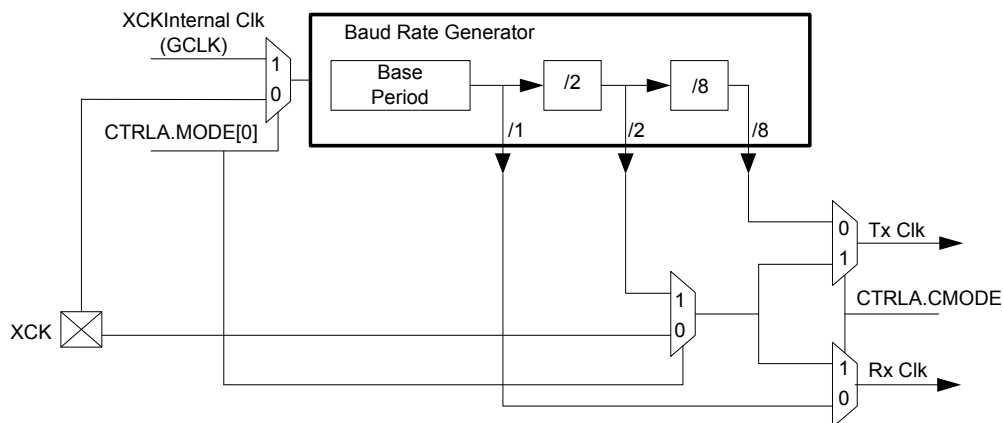 XCKInternal Clk
(GCLK)
Baud Rate Generator
1
0
Base
Period
/2
/8
CTRLA.MODE[0]
/1
/2
/8
0
1
Tx Clk
1
0
CTRLA.CMODE
XCK
1
0
Rx Clk